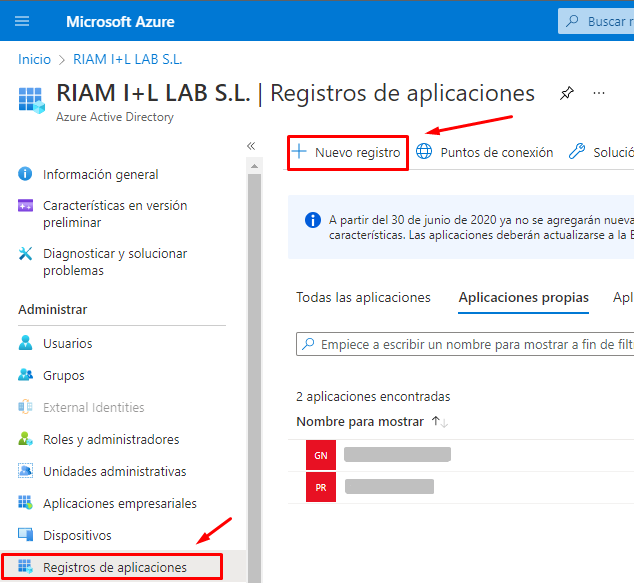 Microsoft Azure
Buscar r
Inicio > RIAM I+L LAB S.L.
RIAM I+L LAB S.L. | Registros de aplicaciones
Azure Active Directory
Nuevo registro
Puntos de conexión
Solució
Información general
Características en versión
preliminar
Diagnosticar y solucionar
problemas
Administrar
Usuarios
Grupos
External Identities
Roles y administradores
Unidades administrativas
Aplicaciones empresariales
Dispositivos
Registros de aplicaciones
A partir del 30 de junio de 2020 ya no se agregarán nueva
características. Las aplicaciones deberán actualizarse a la B
Todas las aplicaciones
Aplicaciones propias
Apl
Empiece a escribir un nombre para mostrar a fin de filt
2 aplicaciones encontradas
Nombre para mostrar
GN
PR